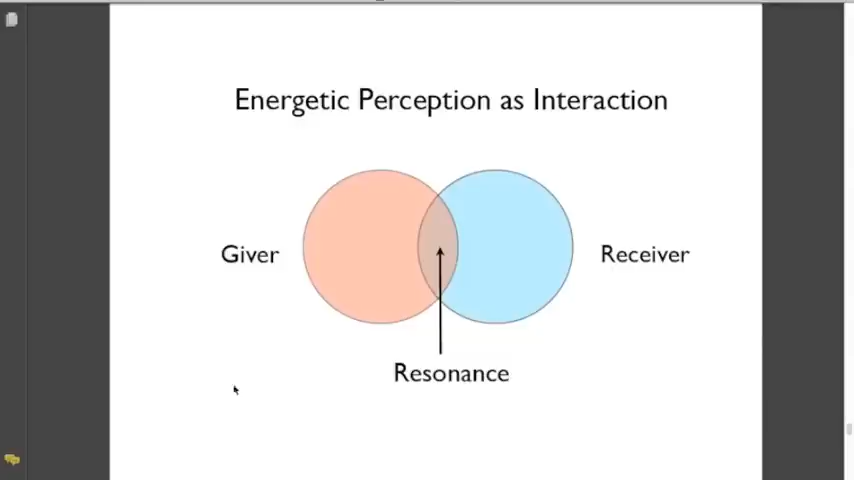 Energetic Perception as Interaction
Giver
Receiver
Resonance